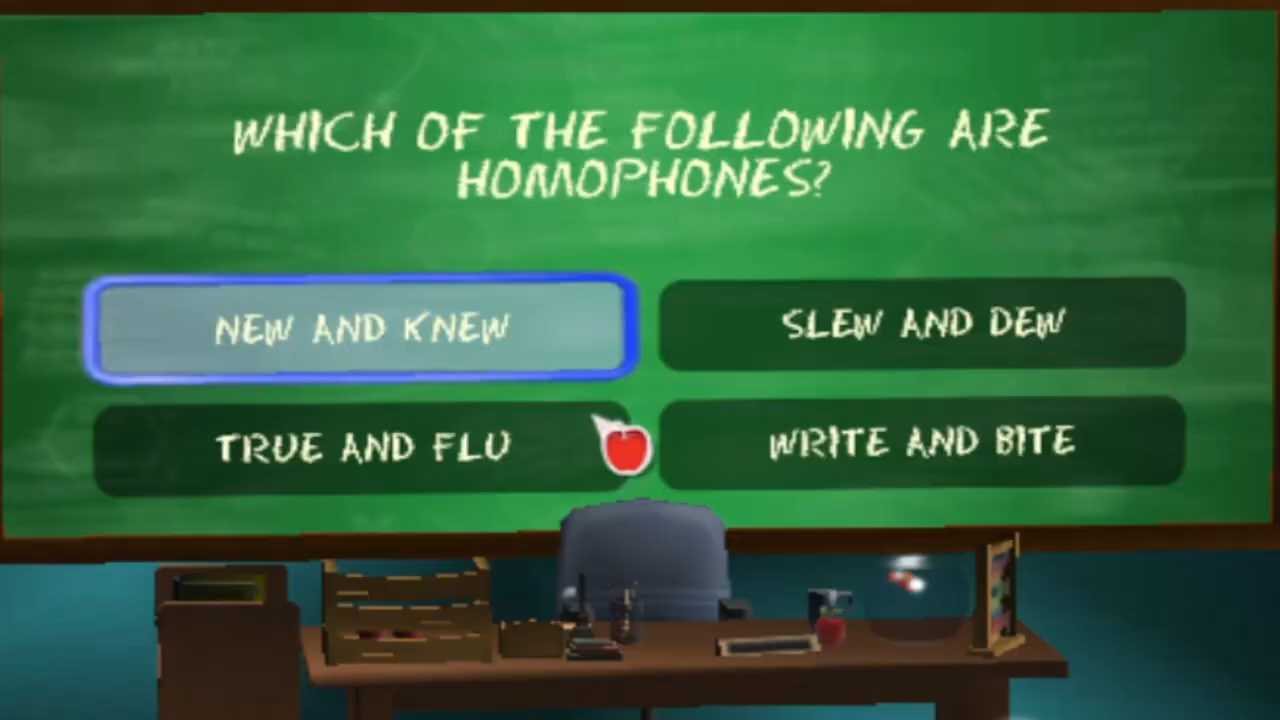 WHICH OF THE FOLLOWING ARE
HOMOPHONES?
NEW AND KNEW
SLEW AND DEW
TRUE AND FLU
WRITE AND BITE